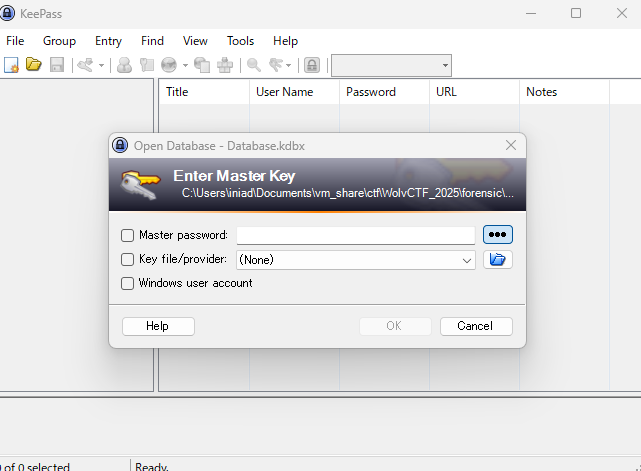 KeePass
File Group Entry Find View Tools Help
Title User Name Password URL Notes
Open Database - Database.kdbx
Enter Master Key
C:\Users\iniad\Documents\vm_share\ctf\WolvCTF_2025\forensic\...
Master password:
Key file/provider: (None)
Windows user account
Help OK Cancel
0 of 0 selected Ready.